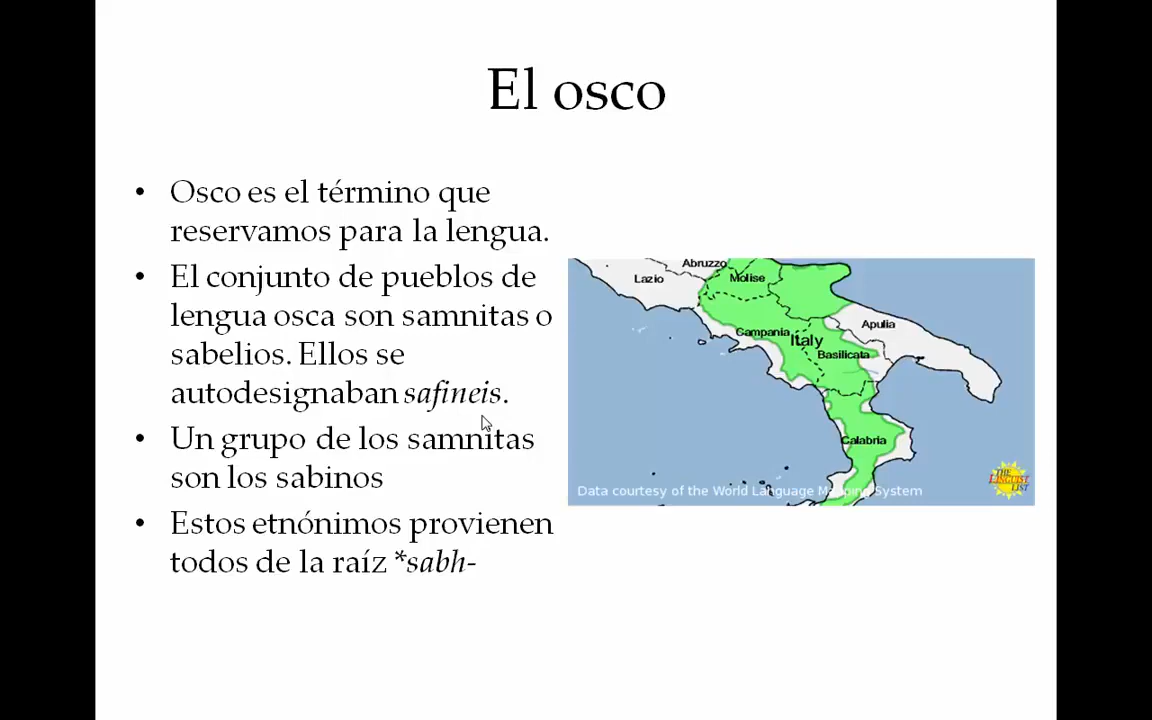 El osco
• Osco es el término que
reservamos para la lengua.
• El conjunto de pueblos de
lengua osca son samnitas o
sabelios. Ellos se
autodesignaban safineis.
• Un grupo de los samnitas
son los sabinos
• Estos etnónimos provienen
todos de la raíz *sabh-
Abruzzo
Lazio
Molise
Campania
Italy
Apulia
Basilicata
Calabria
Data courtesy of the World Language Mapping System
THE
LINGUIST
LIST